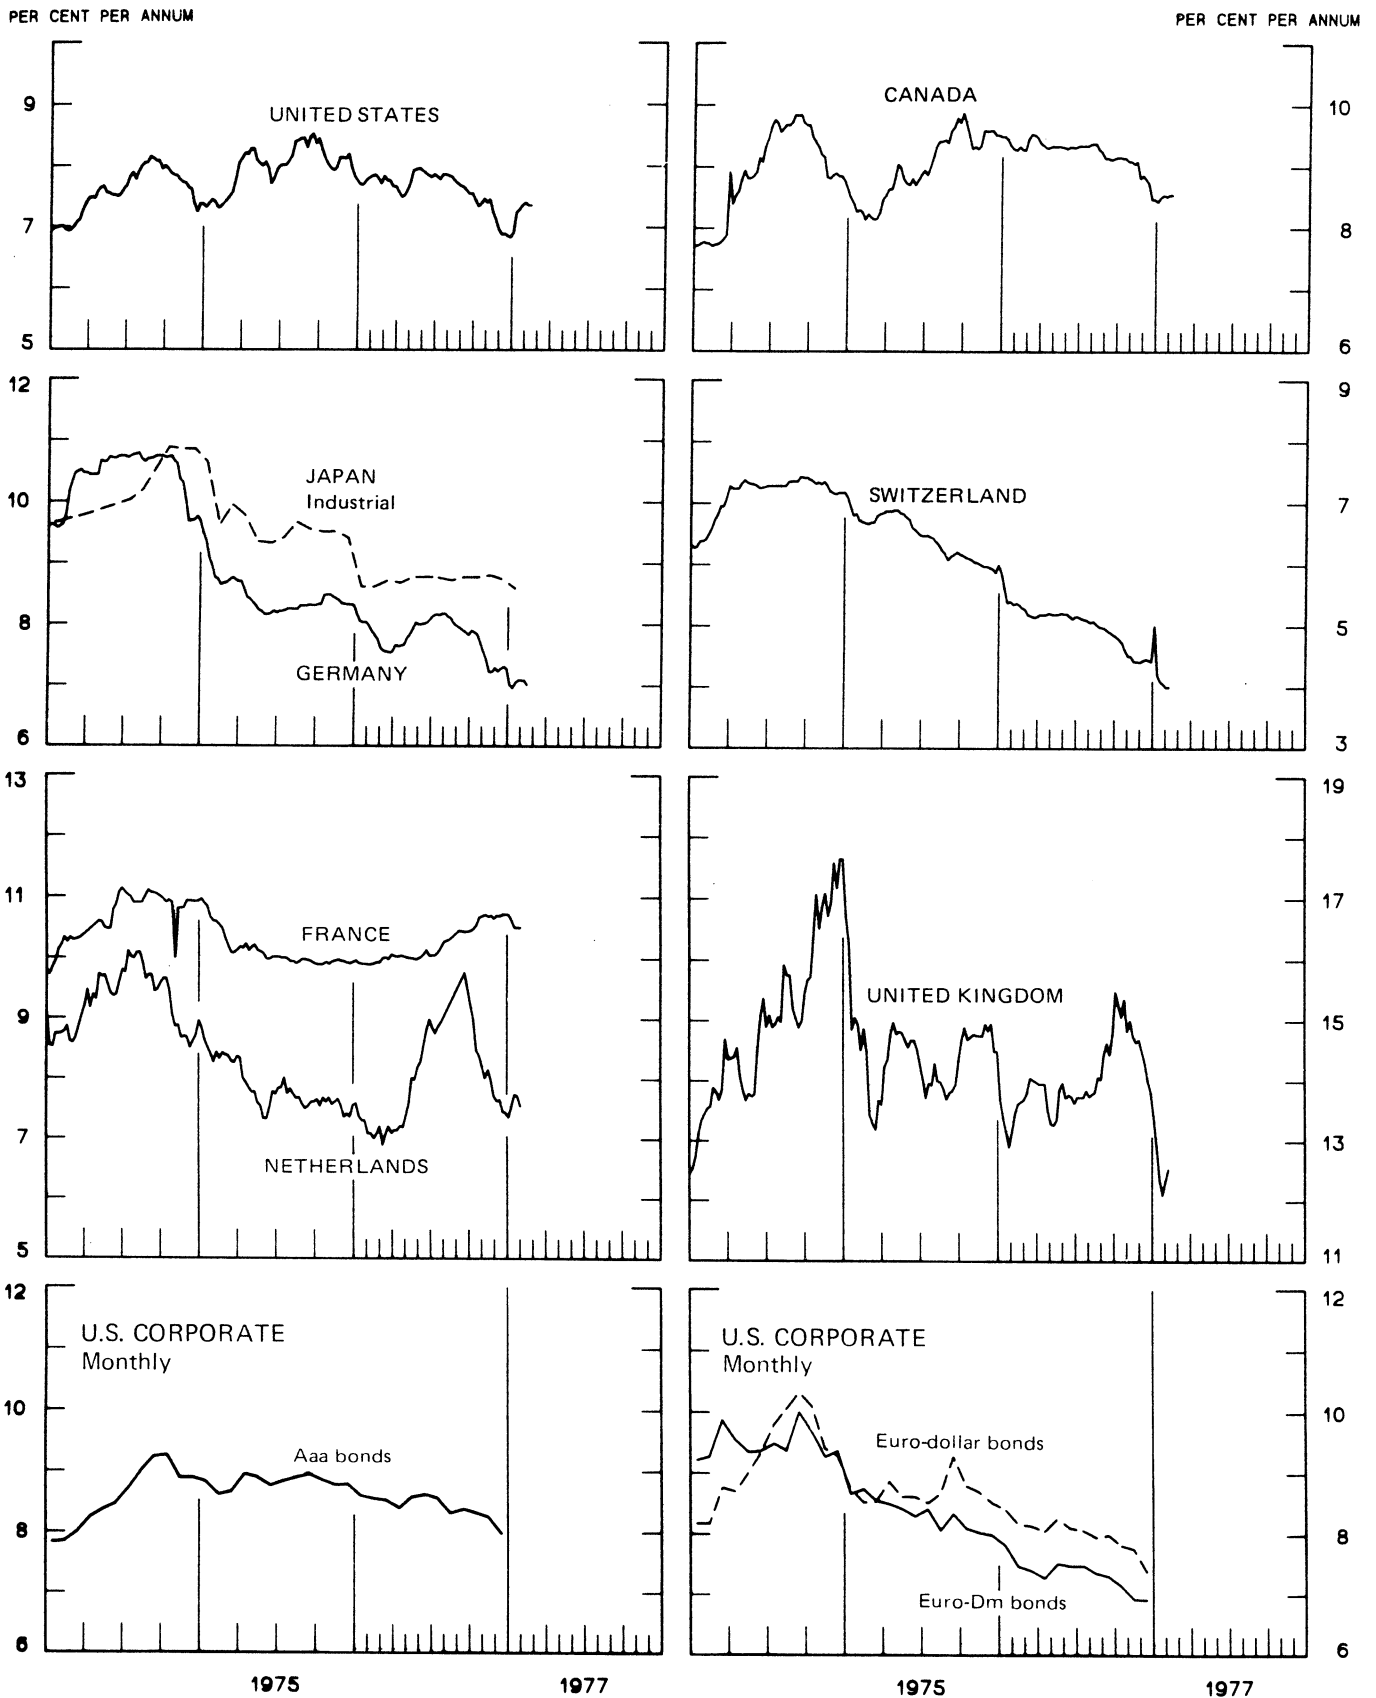 PER CENT PER ANNUM
PER CENT PER ANNUM
UNITED STATES
9
7
5
CANADA
10
8
6
12
10
8
6
JAPAN
Industrial
GERMANY
SWITZERLAND
9
7
5
3
13
11
9
7
5
FRANCE
NETHERLANDS
UNITED KINGDOM
19
17
15
13
11
12
10
8
6
U.S. CORPORATE
Monthly
Aaa bonds
U.S. CORPORATE
Monthly
Euro-dollar bonds
Euro-Dm bonds
12
10
8
6
1975
1977
1975
1977